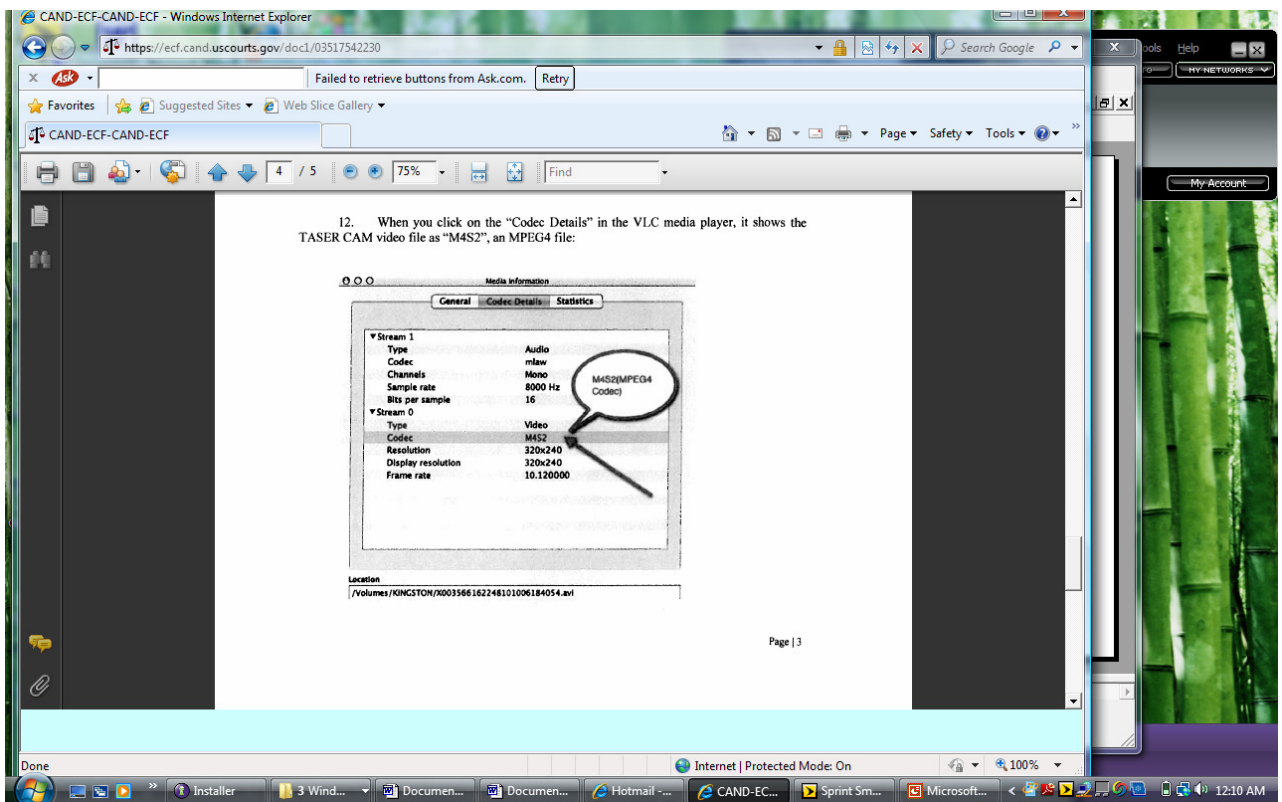 CAND-ECF-CAND-ECF - Windows Internet Explorer
https://ecf.cand.uscourts.gov/doc1/03517542230
Search Google
Ask
Failed to retrieve buttons from Ask.com. Retry
Favorites Suggested Sites Web Slice Gallery
CAND-ECF-CAND-ECF
Page Safety Tools
4 / 5 75% Find
ools Help
MY NETWORKS
My Account
12. When you click on the “Codec Details” in the VLC media player, it shows the
TASER CAM video file as “M4S2”, an MPEG4 file:
Media Information
General Codec Details Statistics
Stream 1
Type Audio
Codec mlaw
Channels Mono
Sample rate 8000 Hz
Bits per sample 16
Stream 0
Type Video
Codec M4S2
Resolution 320x240
Display resolution 320x240
Frame rate 10.120000
M4S2(MPEG4
Codec)
Location
/Volumes/KINGSTON/X00356616224B101006184054.avi
Page | 3
Done
Internet | Protected Mode: On
100%
Installer
3 Wind...
Documen...
Documen...
Hotmail -...
CAND-EC...
Sprint Sm...
Microsoft...
12:10 AM